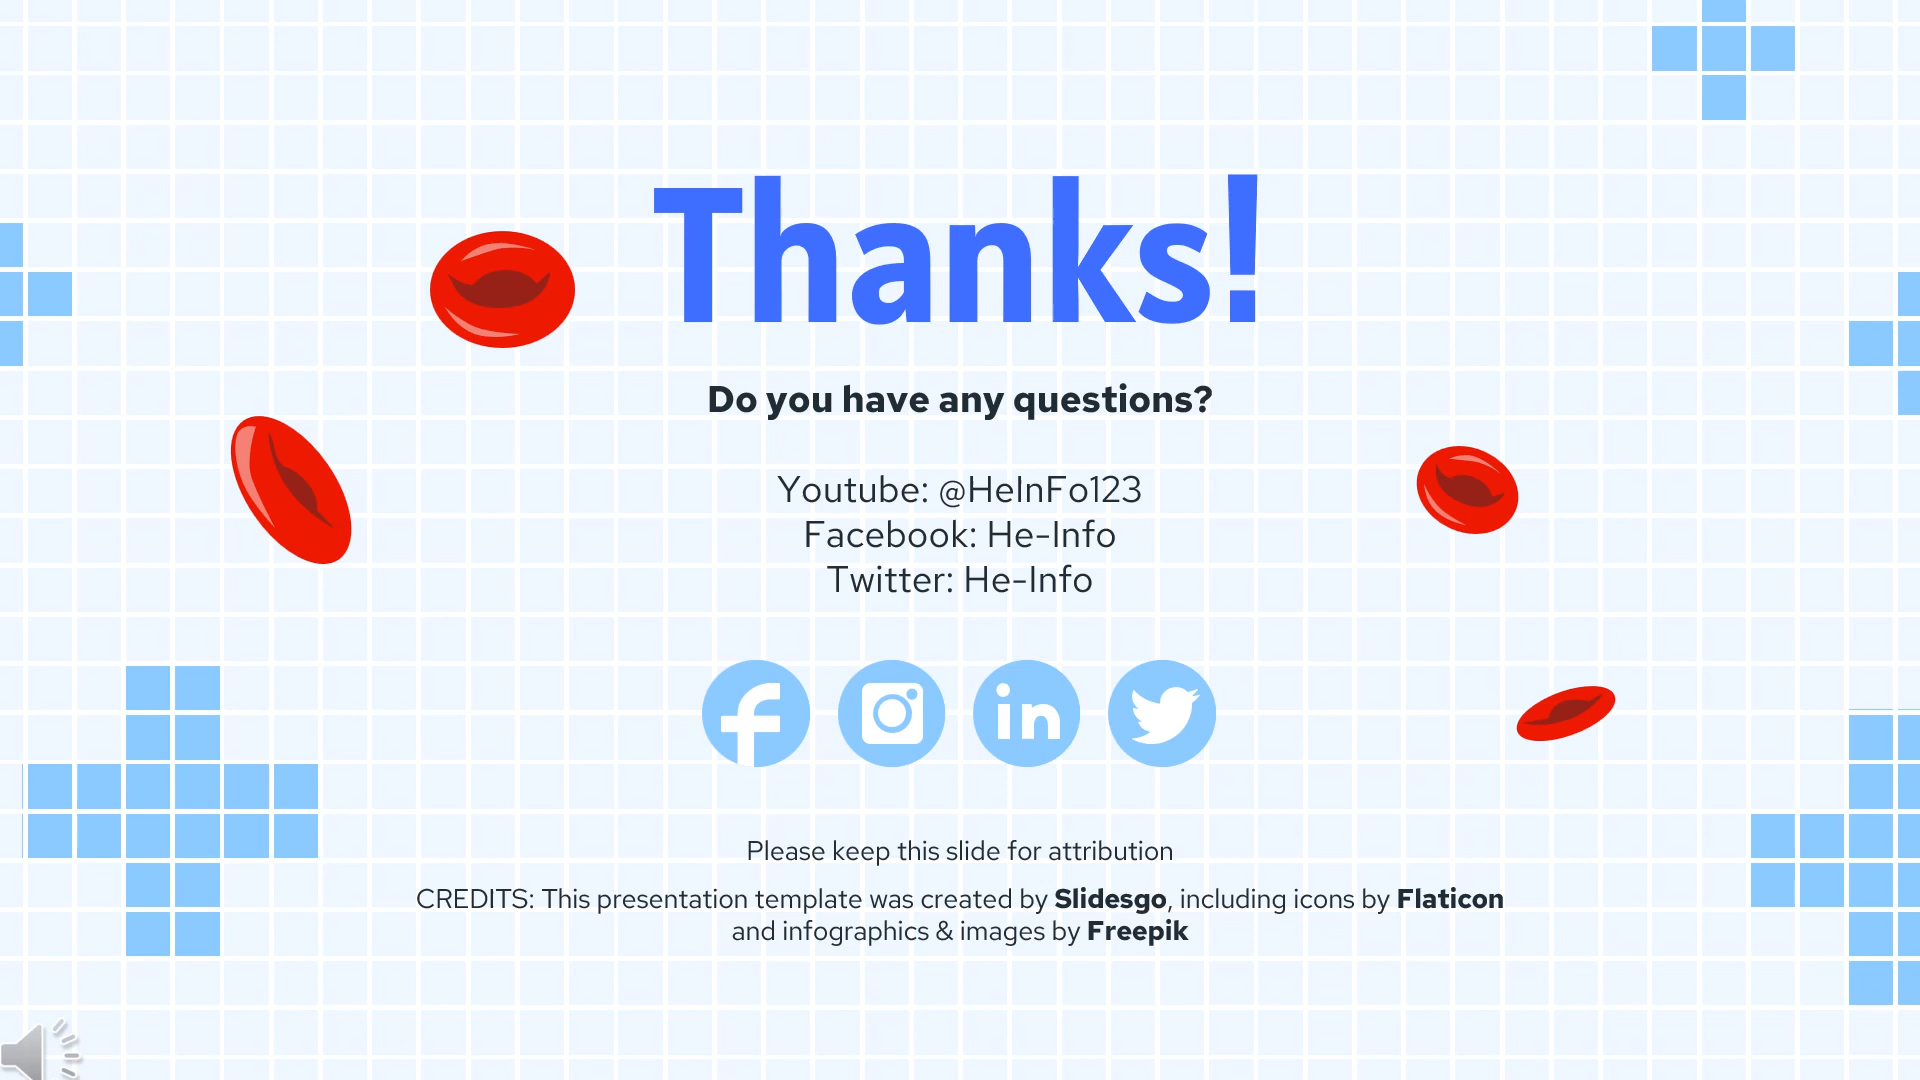 Thanks!
Do you have any questions?
Youtube: @HeInFo123
Facebook: He-Info
Twitter: He-Info
Please keep this slide for attribution
CREDITS: This presentation template was created by Slidesgo, including icons by Flaticon
and infographics & images by Freepik